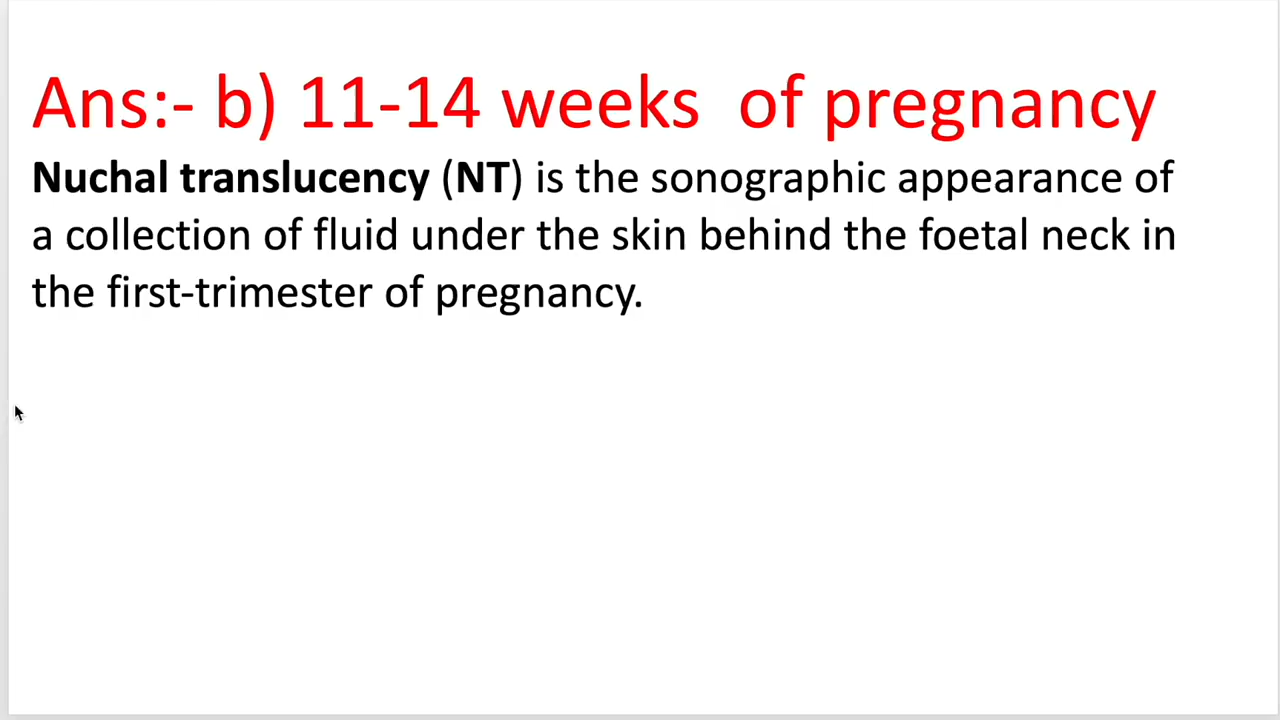 Ans:- b) 11-14 weeks  of pregnancy
Nuchal translucency (NT) is the sonographic appearance of
a collection of fluid under the skin behind the foetal neck in
the first-trimester of pregnancy.